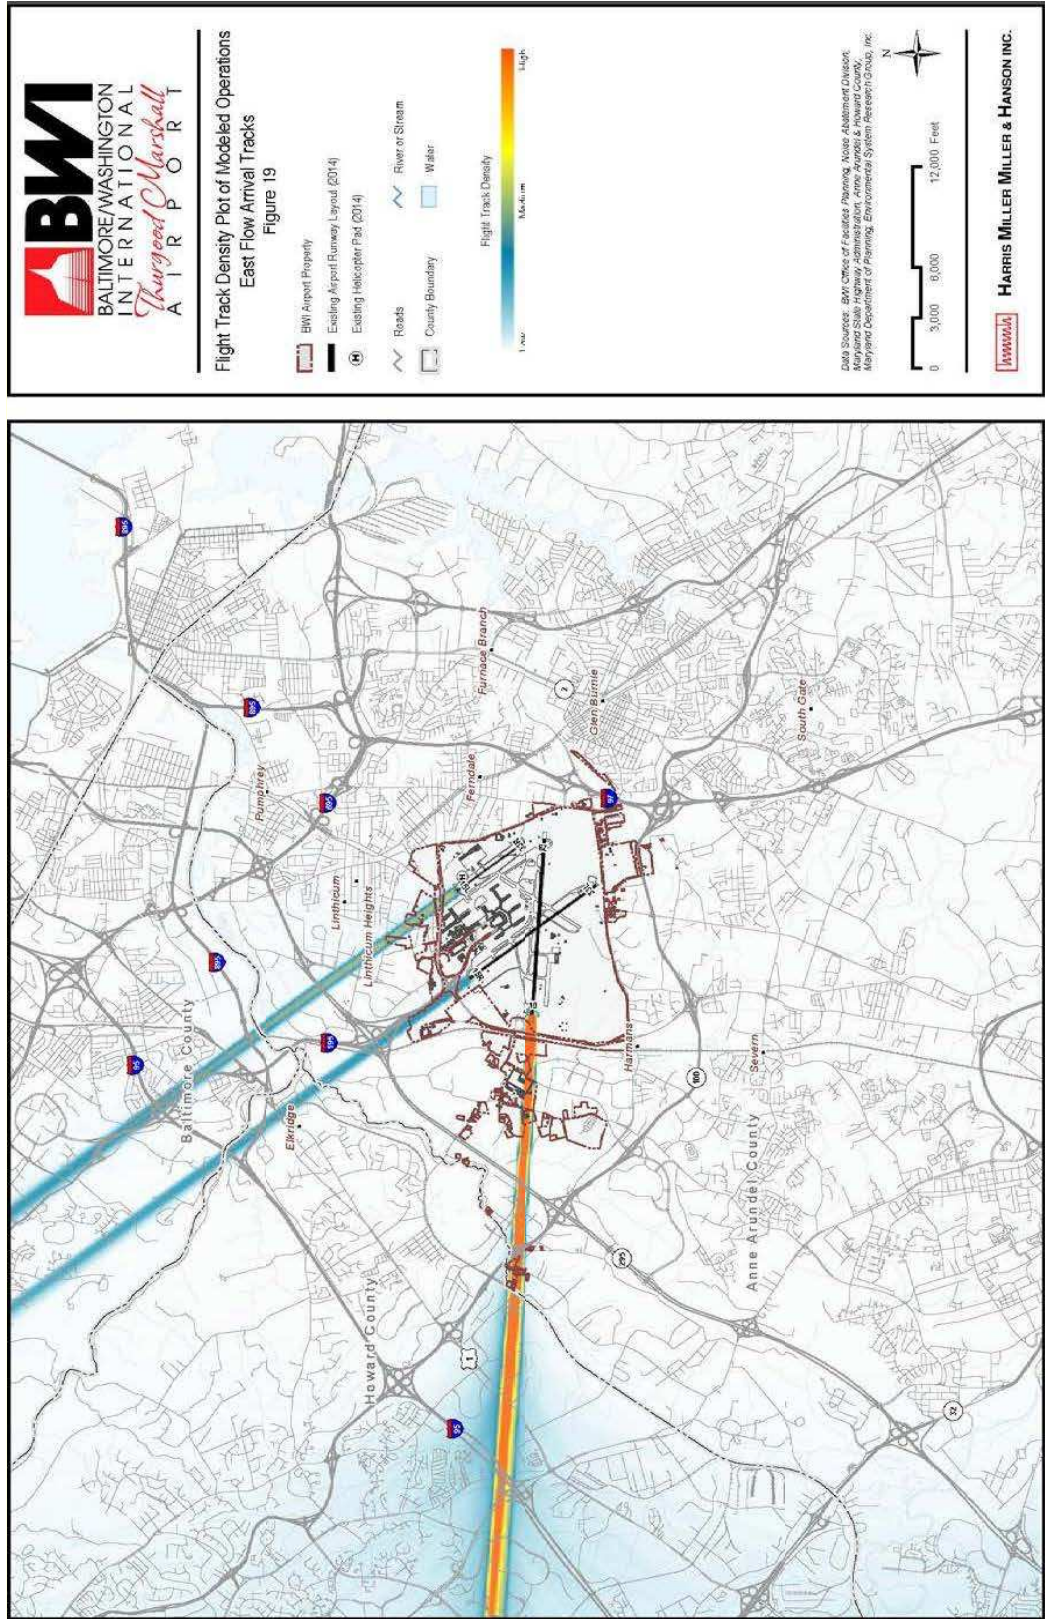 BWI
BALTIMORE/WASHINGTON
INTERNATIONAL
Thurgood Marshall
AIRPORT
Flight Track Density Plot of Modeled Operations
East Flow Arrival Tracks
Figure 19
BWI Airport Property
Existing Airport Runway Layout (2014)
H Existing Helicopter Pad (2014)
Roads
River or Stream
County Boundary
Water
Flight Track Density
Low
Medium
High
Data Sources: BWI Office of Facilities Planning, Noise Abatement Division;
Maryland State Highway Administration; Anne Arundel & Howard County;
Maryland Department of Planning; Environmental System Research Group, Inc.
N
0 3,000 6,000 12,000 Feet
HARRIS MILLER MILLER & HANSON INC.
895
895
Pumphrey
695
Furnace Branch
2
Glen Burnie
South Gate
Ferndale
97
Linthicum
Linthicum Heights
895
195
95
Baltimore County
Elkridge
H
10
Harmans
100
Severn
Anne Arundel County
295
Howard County
1
95
32